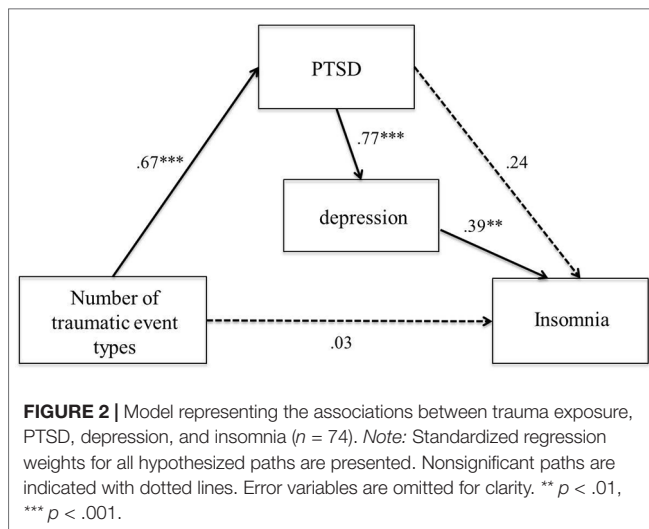 PTSD
.67***
.77***
.24
depression
.39**
Number of
traumatic event
types
.03
Insomnia
FIGURE 2 | Model representing the associations between trauma exposure,
PTSD, depression, and insomnia (n = 74). Note: Standardized regression
weights for all hypothesized paths are presented. Nonsignificant paths are
indicated with dotted lines. Error variables are omitted for clarity. ** p < .01,
*** p < .001.